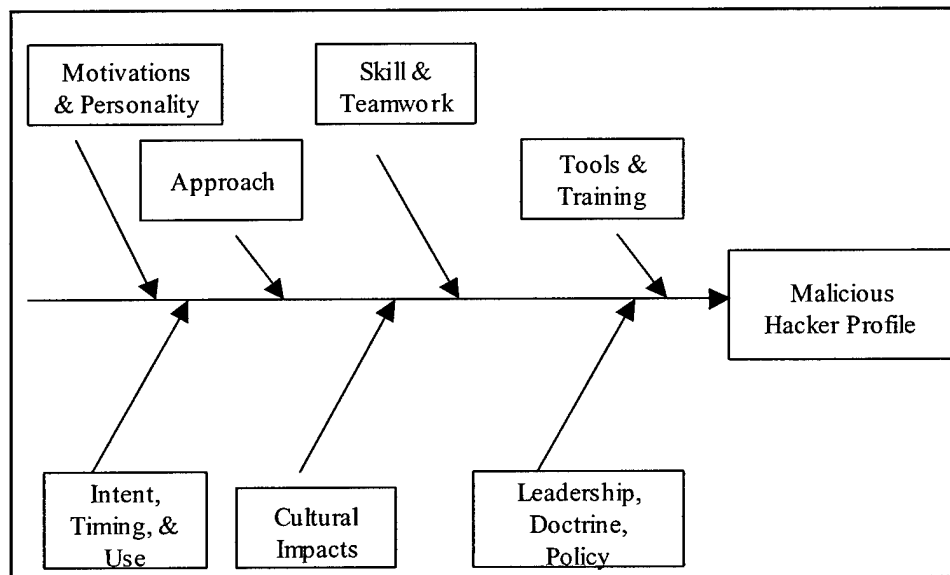 Motivations
& Personality
Skill &
Teamwork
Approach
Tools &
Training
Malicious
Hacker Profile
Intent,
Timing, &
Use
Cultural
Impacts
Leadership,
Doctrine,
Policy